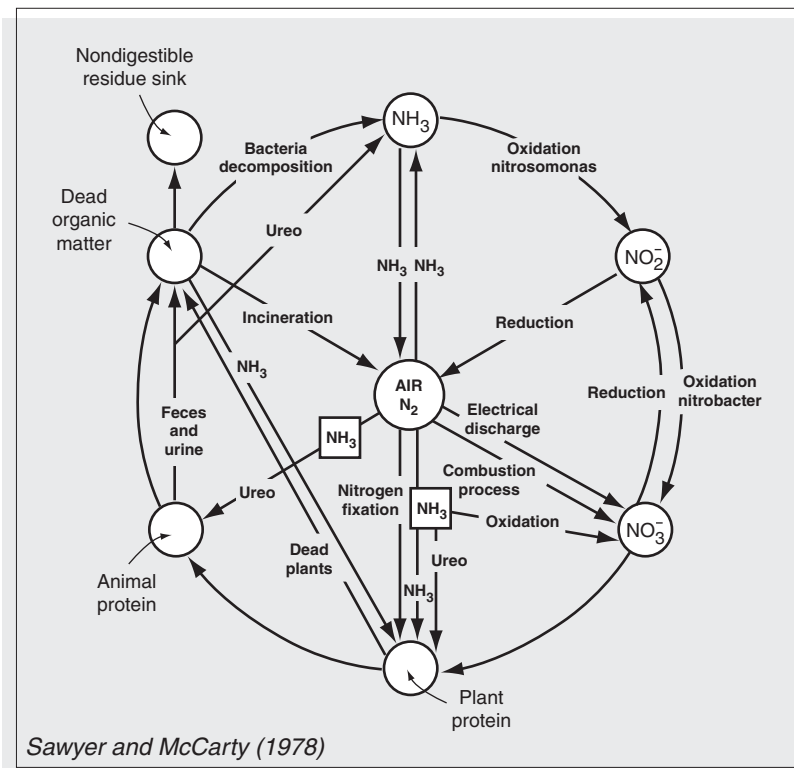 Nondigestible
residue sink
NH3
Bacteria
decomposition
Oxidation
nitrosomonas
Dead
organic
matter
Ureo
NO2-
NH3 NH3
Incineration
Reduction
NH3
AIR
N2
Electrical
discharge
Reduction
Oxidation
nitrobacter
Feces
and
urine
NH3
Combustion
process
Ureo
Nitrogen
fixation
NH3
Oxidation
NO3-
Dead
plants
Ureo
Animal
protein
NH3
Plant
protein
Sawyer and McCarty (1978)